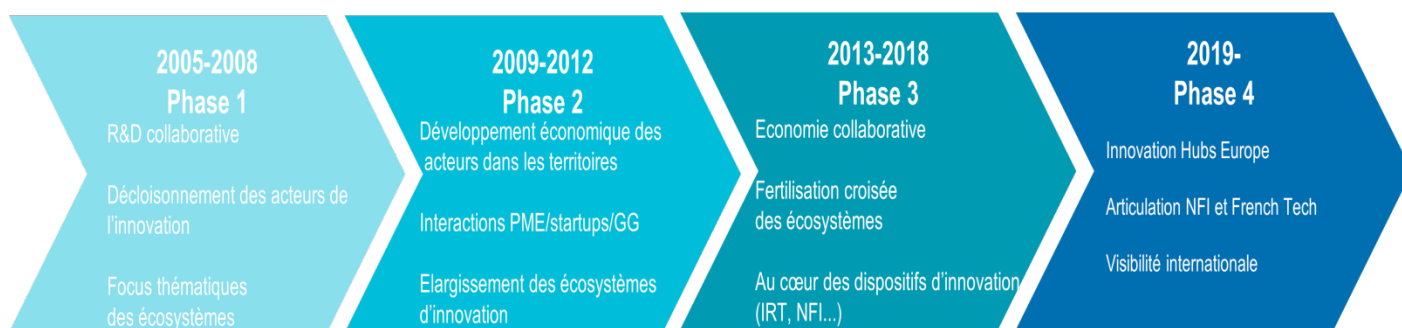 2005-2008
Phase 1
R&D collaborative
Décloisonnement des acteurs de
l'innovation
Focus thématiques
des écosystèmes
2009-2012
Phase 2
Développement économique des
acteurs dans les territoires
Interactions PME/startups/GG
Elargissement des écosystèmes
d'innovation
2013-2018
Phase 3
Economie collaborative
Fertilisation croisée
des écosystèmes
Au cœur des dispositifs d'innovation
(IRT, NFI...)
2019-
Phase 4
Innovation Hubs Europe
Articulation NFI et French Tech
Visibilité internationale